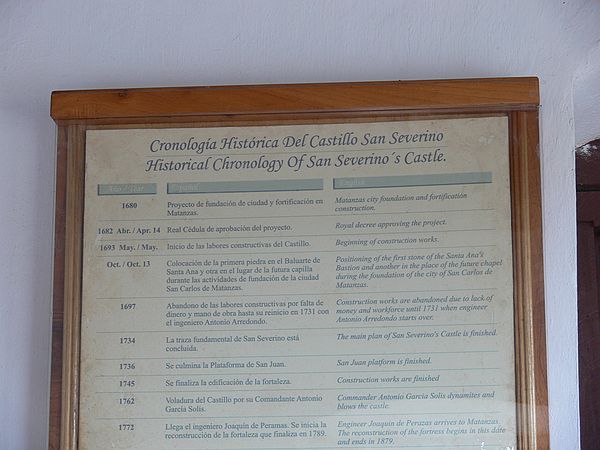 Cronología Histórica Del Castillo San Severino
Historical Chronology Of San Severino´s Castle.
Año / Year Español English
1680 Proyecto de fundación de ciudad y fortificación en Matanzas. Matanzas city foundation and fortification construction.
1682 Abr. / Apr. 14 Real Cédula de aprobación del proyecto. Royal decree approving the project.
1693 May. / May. Inicio de las labores constructivas del Castillo. Beginning of construction works.
Oct. / Oct. 13 Colocación de la primera piedra en el Baluarte de Santa Ana y otra en el lugar de la futura capilla durante las actividades de fundación de la ciudad San Carlos de Matanzas. Positioning of the first stone of the Santa Ana's Bastion and another in the place of the future chapel during the foundation of the city of San Carlos de Matanzas.
1697 Abandono de las labores constructivas por falta de dinero y mano de obra hasta su reinicio en 1731 con el ingeniero Antonio Arredondo. Construction works are abandoned due to lack of money and workforce until 1731 when engineer Antonio Arredondo starts over.
1734 La traza fundamental de San Severino está concluida. The main plan of San Severino's Castle is finished.
1736 Se culmina la Plataforma de San Juan. San Juan platform is finished.
1745 Se finaliza la edificación de la fortaleza. Construction works are finished
1762 Voladura del Castillo por su Comandante Antonio García Solis. Commander Antonio García Solis dynamites and blows the castle.
1772 Llega el ingeniero Joaquín de Peramas. Se inicia la reconstrucción de la fortaleza que finaliza en 1789. Engineer Joaquín de Perazas arrives to Matanzas. The reconstruction of the fortress begins in this date and ends in 1879.